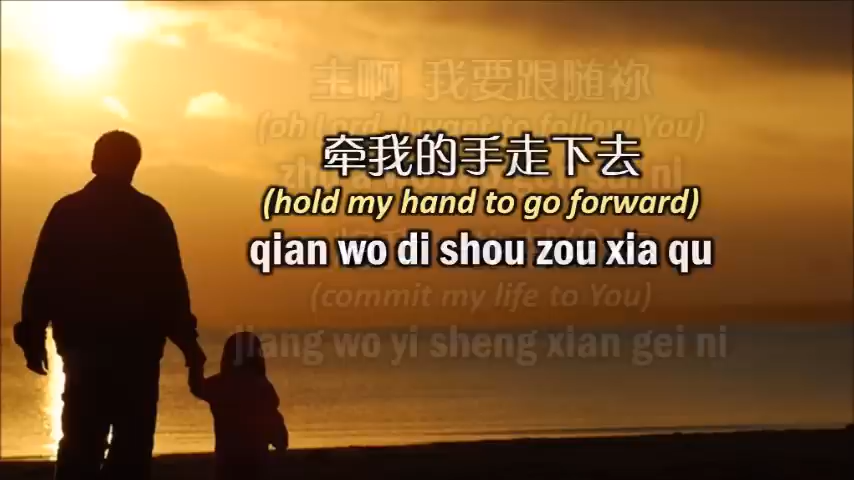 主啊 我要跟随祢
(oh Lord, I want to follow You)
牵我的手走下去
(hold my hand to go forward)
qian wo di shou zou xia qu
(commit my life to You)
jiang wo yi sheng xian gei ni